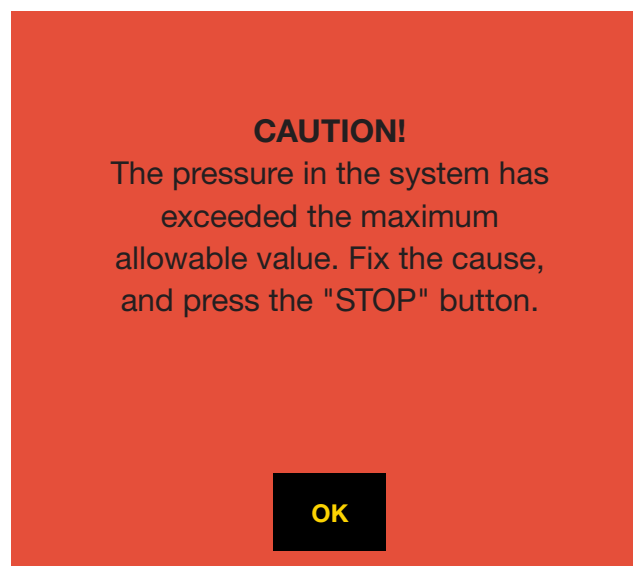 CAUTION!
The pressure in the system has
exceeded the maximum
allowable value. Fix the cause,
and press the "STOP" button.
OK